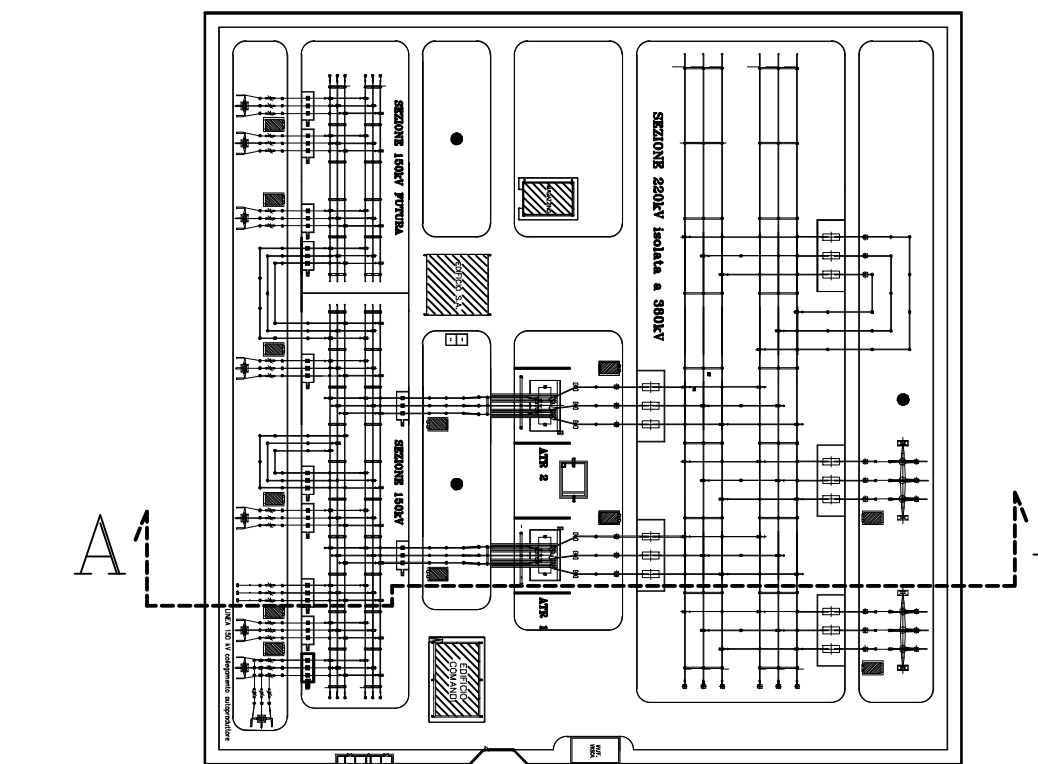 SEZIONE 150kV FUTURA
SEZIONE 220kV isolata a 380kV
EDIFICIO S.A.
SEZIONE 150kV
ATR 2
ATR 1
A
LINEA 150 kV collegamento autoproduttore
EDIFICIO
COMANDI